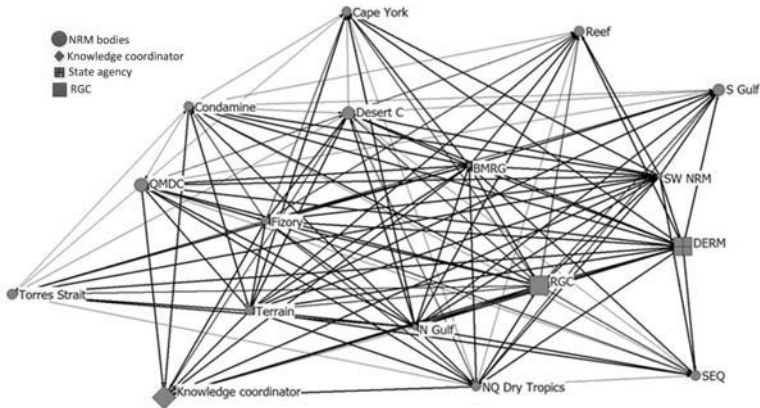 Cape York
Reef
NRM bodies
Knowledge coordinator
State agency
RGC
S Gulf
Condamine
Desert C
BMRG
SW NRM
QMDC
Fizory
DERM
RGC
Torres Strait
Terrain
N Gulf
SEQ
NQ Dry Tropics
Knowledge coordinator